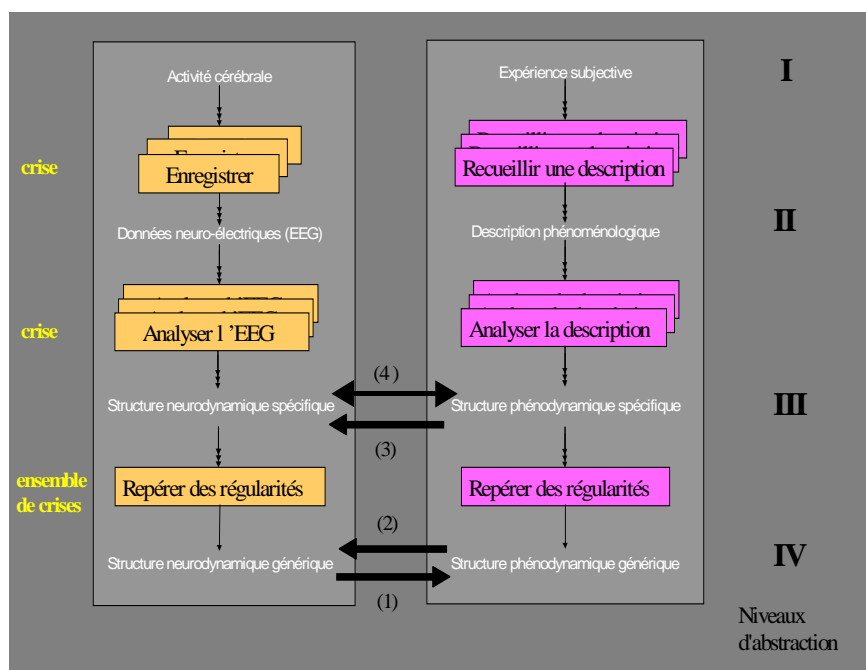 Activité cérébrale
Expérience subjective
I
crise
Enregistrer
Recueillir une description
II
Données neuro-électriques (EEG)
Description phénoménologique
crise
Analyser l ’EEG
Analyser la description
(4)
Structure neurodynamique spécifique
Structure phénodynamique spécifique
III
(3)
ensemble
de crises
Repérer des régularités
Repérer des régularités
(2)
Structure neurodynamique générique
Structure phénodynamique générique
IV
(1)
Niveaux
d'abstraction